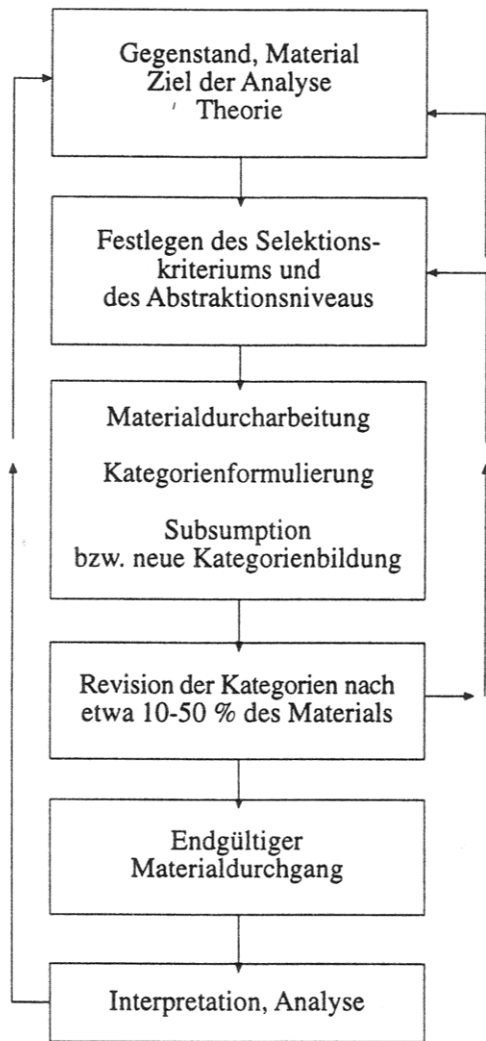 Gegenstand, Material
Ziel der Analyse
Theorie
Festlegen des Selektions-
kriteriums und
des Abstraktionsniveaus
Materialdurcharbeitung
Kategorienformulierung
Subsumption
bzw. neue Kategorienbildung
Revision der Kategorien nach
etwa 10-50 % des Materials
Endgültiger
Materialdurchgang
Interpretation, Analyse